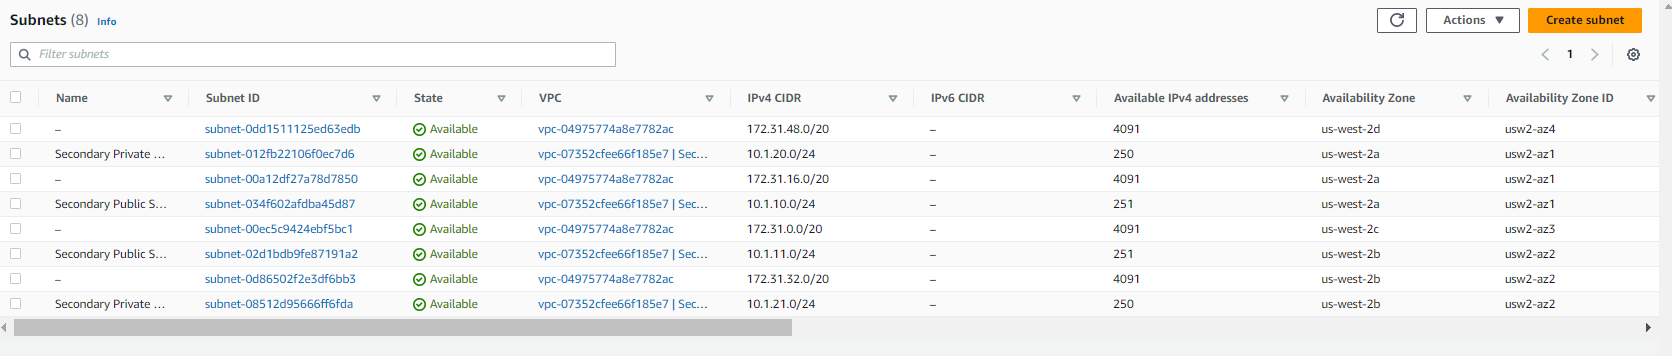 Subnets (8) Info
Actions ▼ Create subnet
Filter subnets
1
Name Subnet ID State VPC IPv4 CIDR IPv6 CIDR Available IPv4 addresses Availability Zone Availability Zone ID
– subnet-0dd1511125ed63edb Available vpc-04975774a8e7782ac 172.31.48.0/20 – 4091 us-west-2d usw2-az4
Secondary Private ... subnet-012fb22106f0ec7d6 Available vpc-07352cfee66f185e7 | Sec... 10.1.20.0/24 – 250 us-west-2a usw2-az1
– subnet-00a12df27a78d7850 Available vpc-04975774a8e7782ac 172.31.16.0/20 – 4091 us-west-2a usw2-az1
Secondary Public S... subnet-034f602afdba45d87 Available vpc-07352cfee66f185e7 | Sec... 10.1.10.0/24 – 251 us-west-2a usw2-az1
– subnet-00ec5c9424ebf5bc1 Available vpc-04975774a8e7782ac 172.31.0.0/20 – 4091 us-west-2c usw2-az3
Secondary Public S... subnet-02d1bdb9fe87191a2 Available vpc-07352cfee66f185e7 | Sec... 10.1.11.0/24 – 251 us-west-2b usw2-az2
– subnet-0d86502f2e3df6bb3 Available vpc-04975774a8e7782ac 172.31.32.0/20 – 4091 us-west-2b usw2-az2
Secondary Private ... subnet-08512d95666ff6fda Available vpc-07352cfee66f185e7 | Sec... 10.1.21.0/24 – 250 us-west-2b usw2-az2